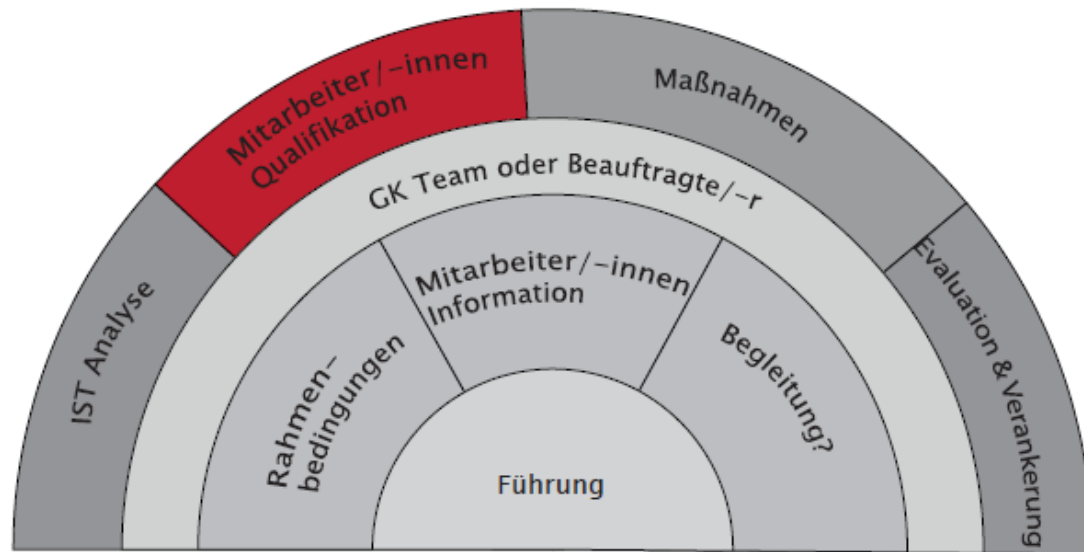 IST Analyse
Mitarbeiter/-innen
Qualifikation
Maßnahmen
Evaluation & Verankerung
GK Team oder Beauftragte/-r
Rahmen-
bedingungen
Mitarbeiter/-innen
Information
Begleitung?
Führung